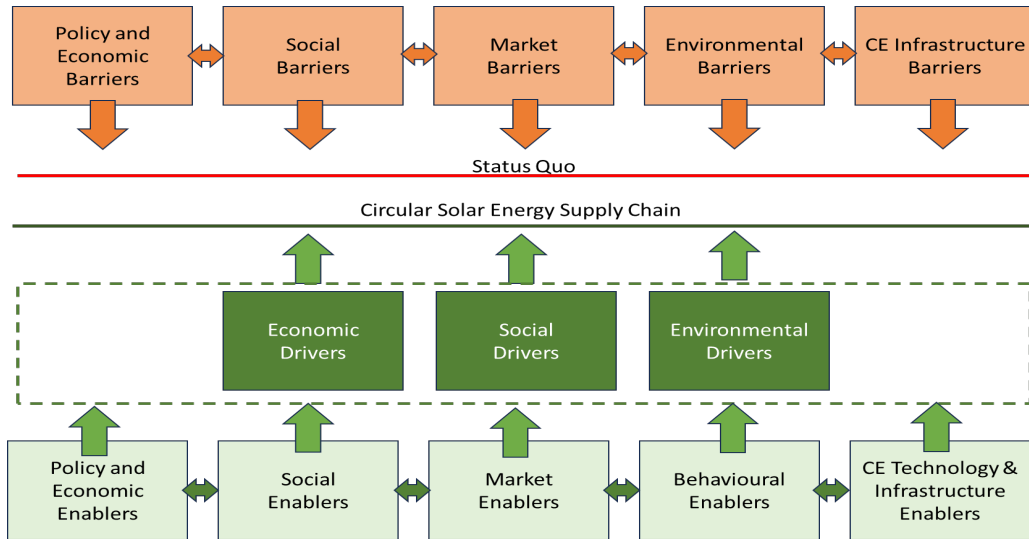 Policy and
Economic
Barriers
Social
Barriers
Market
Barriers
Environmental
Barriers
CE Infrastructure
Barriers
Status Quo
Circular Solar Energy Supply Chain
Economic
Drivers
Social
Drivers
Environmental
Drivers
Policy and
Economic
Enablers
Social
Enablers
Market
Enablers
Behavioural
Enablers
CE Technology &
Infrastructure
Enablers